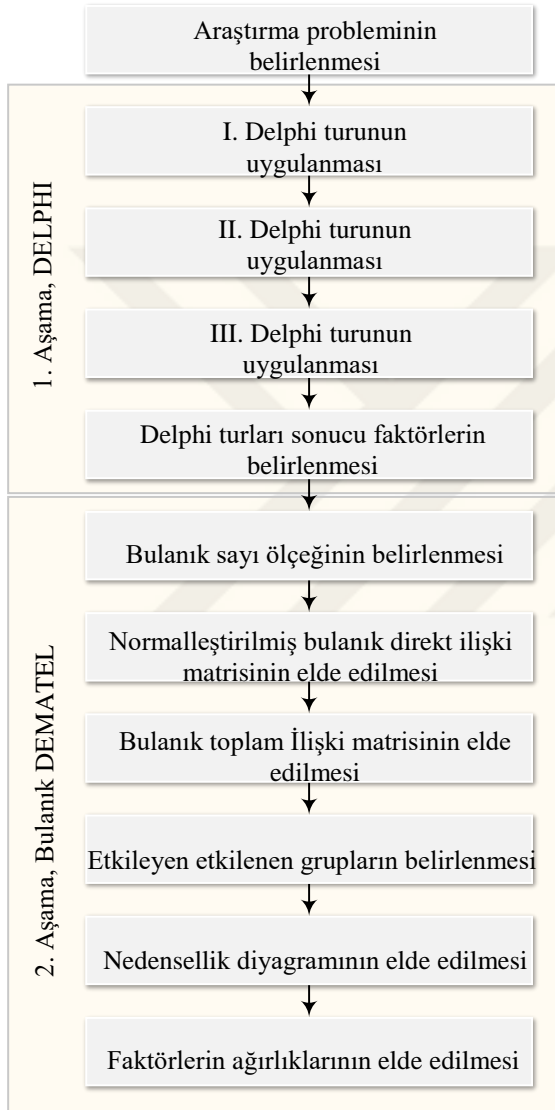 Araştırma probleminin
belirlenmesi
1. Aşama, DELPHI
I. Delphi turunun
uygulanması
II. Delphi turunun
uygulanması
III. Delphi turunun
uygulanması
Delphi turları sonucu faktörlerin
belirlenmesi
2. Aşama, Bulanık DEMATEL
Bulanık sayı ölçeğinin belirlenmesi
Normalleştirilmiş bulanık direkt ilişki
matrisinin elde edilmesi
Bulanık toplam İlişki matrisinin elde
edilmesi
Etkileyen etkilenen grupların belirlenmesi
Nedensellik diyagramının elde edilmesi
Faktörlerin ağırlıklarının elde edilmesi